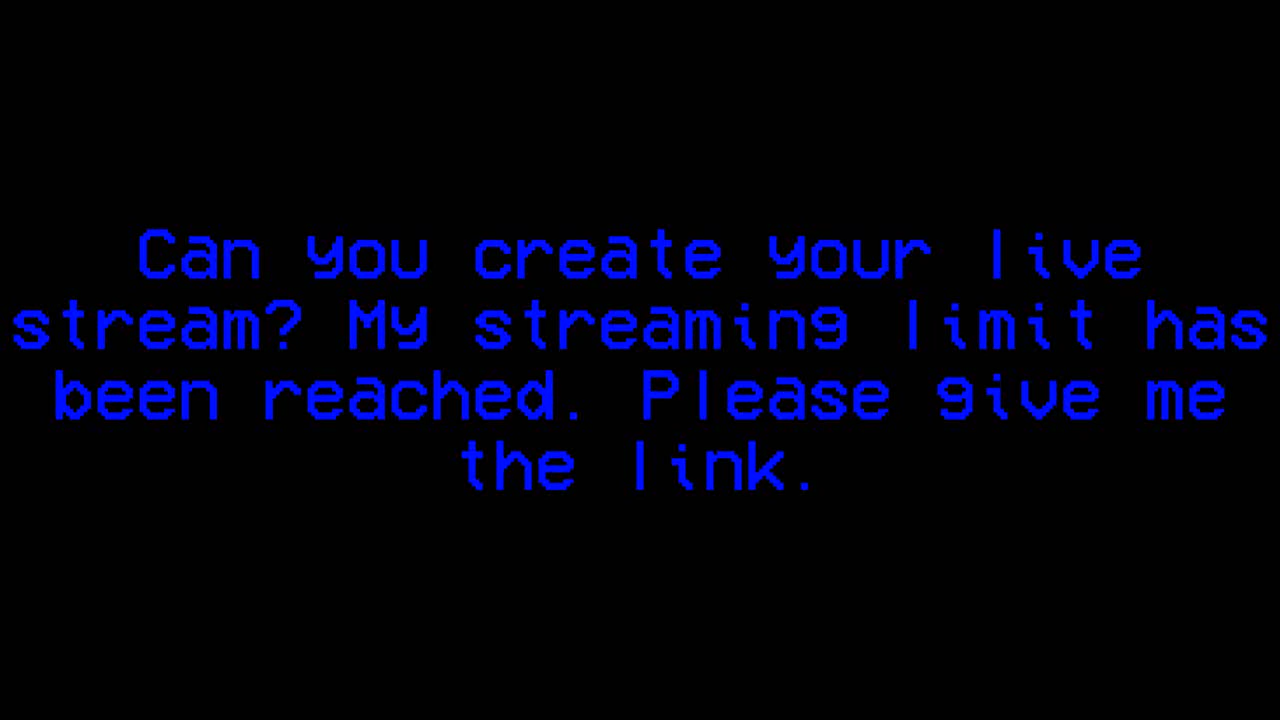 Can you create your live
stream? My streaming limit has
been reached. Please give me
the link.